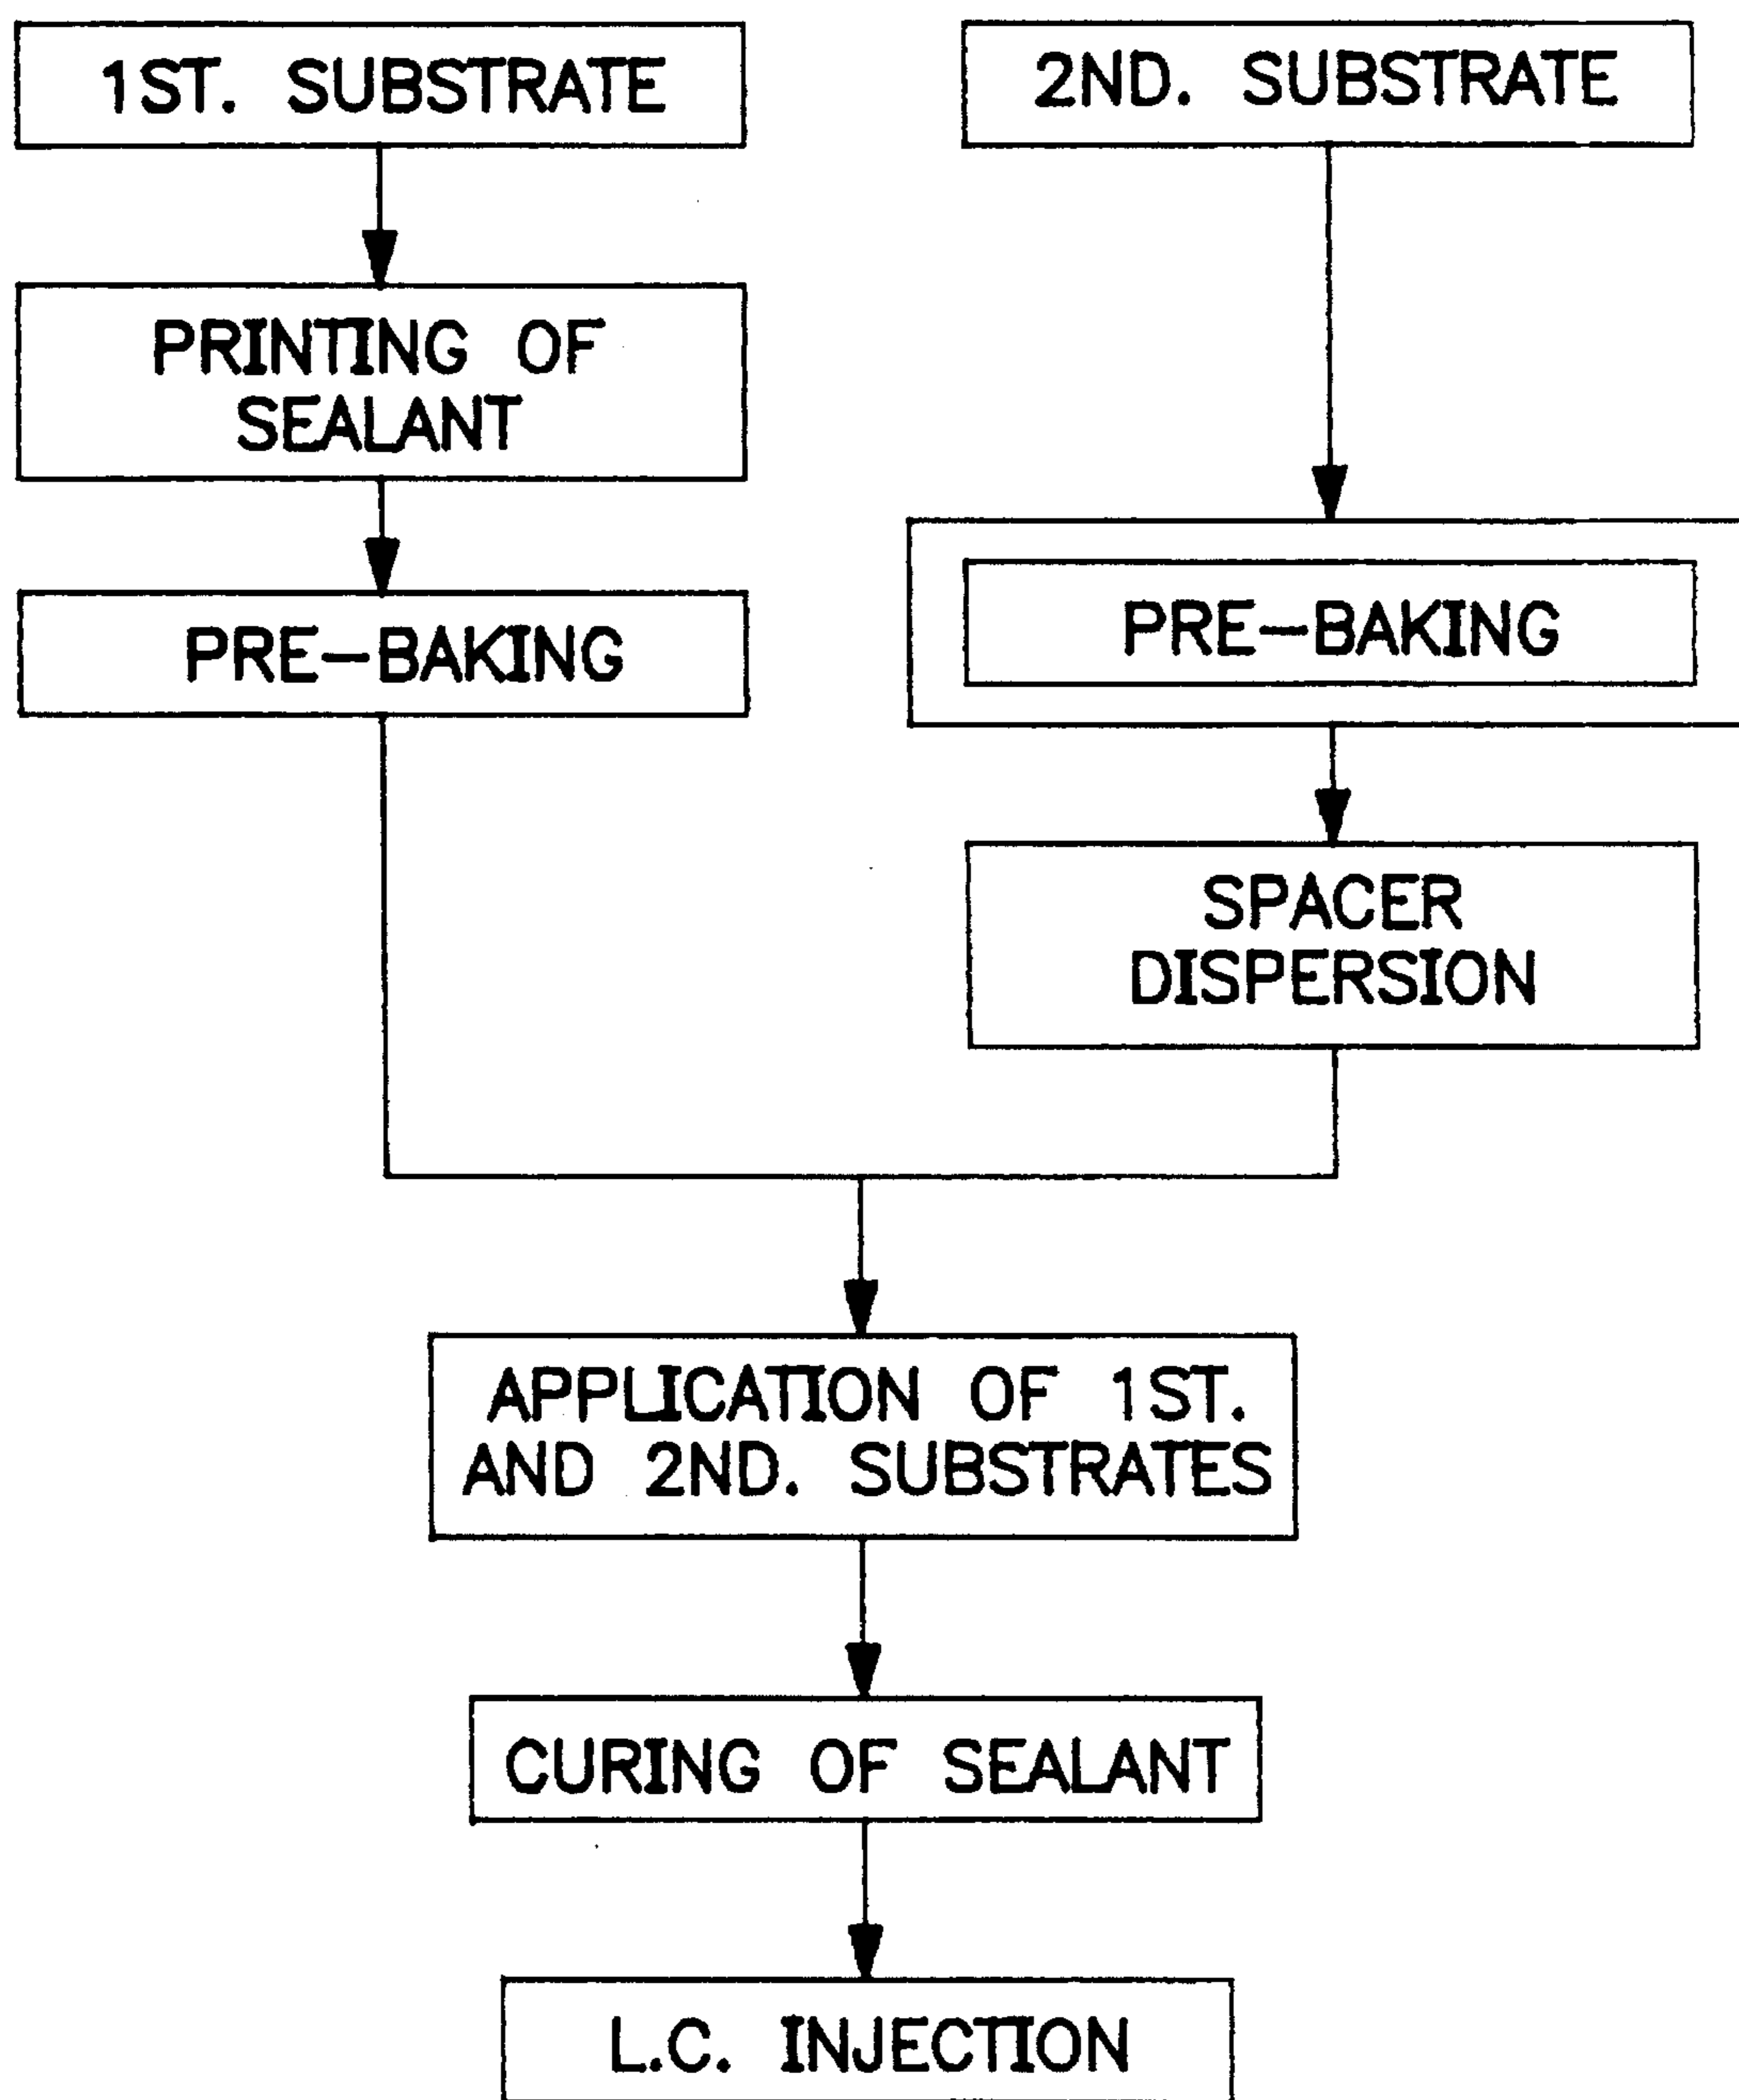 1ST. SUBSTRATE
2ND. SUBSTRATE
PRINTING OF
SEALANT
PRE-BAKING
PRE-BAKING
SPACER
DISPERSION
APPLICATION OF 1ST.
AND 2ND. SUBSTRATES
CURING OF SEALANT
L.C. INJECTION